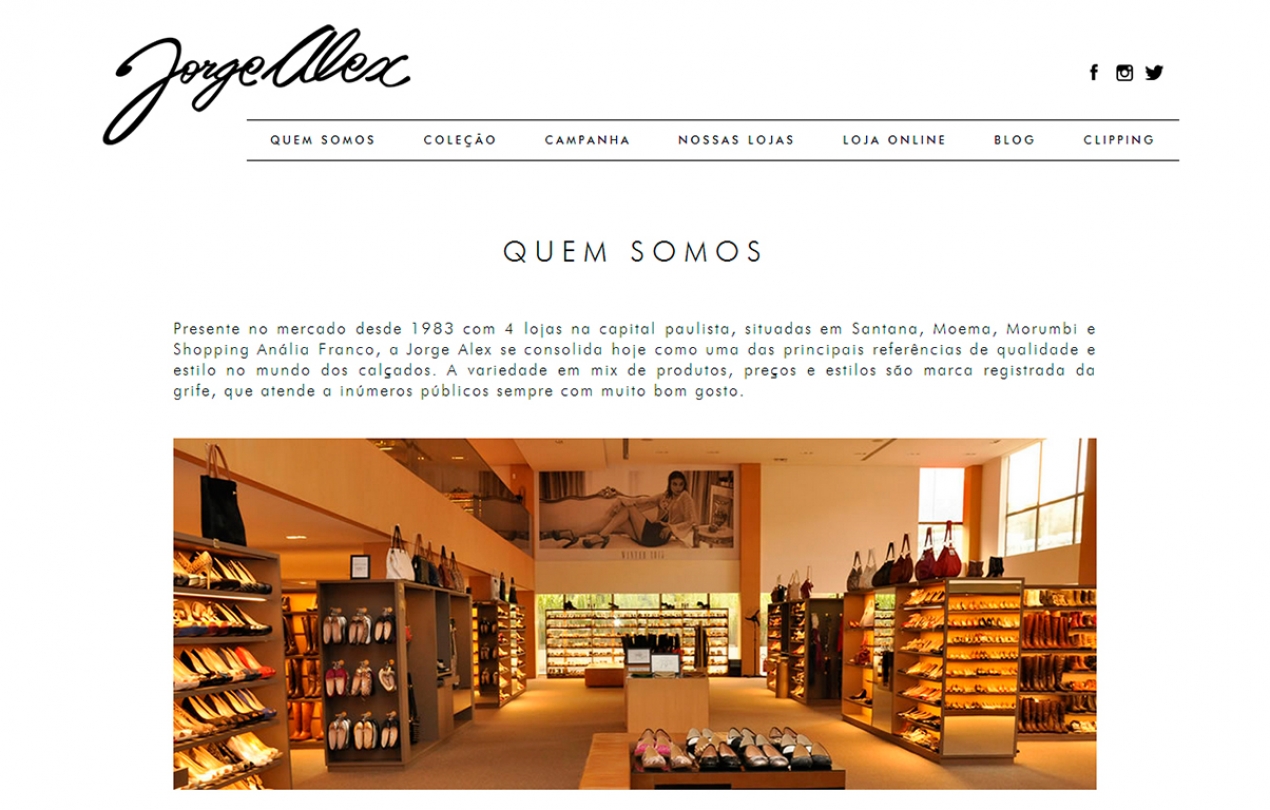 Jorge Alex
QUEM SOMOS COLEÇÃO CAMPANHA NOSSAS LOJAS LOJA ONLINE BLOG CLIPPING
QUEM SOMOS
Presente no mercado desde 1983 com 4 lojas na capital paulista, situadas em Santana, Moema, Morumbi e
Shopping Anália Franco, a Jorge Alex se consolida hoje como uma das principais referências de qualidade e
estilo no mundo dos calçados. A variedade em mix de produtos, preços e estilos são marca registrada da
grife, que atende a inúmeros públicos sempre com muito bom gosto.
WINTER 2015